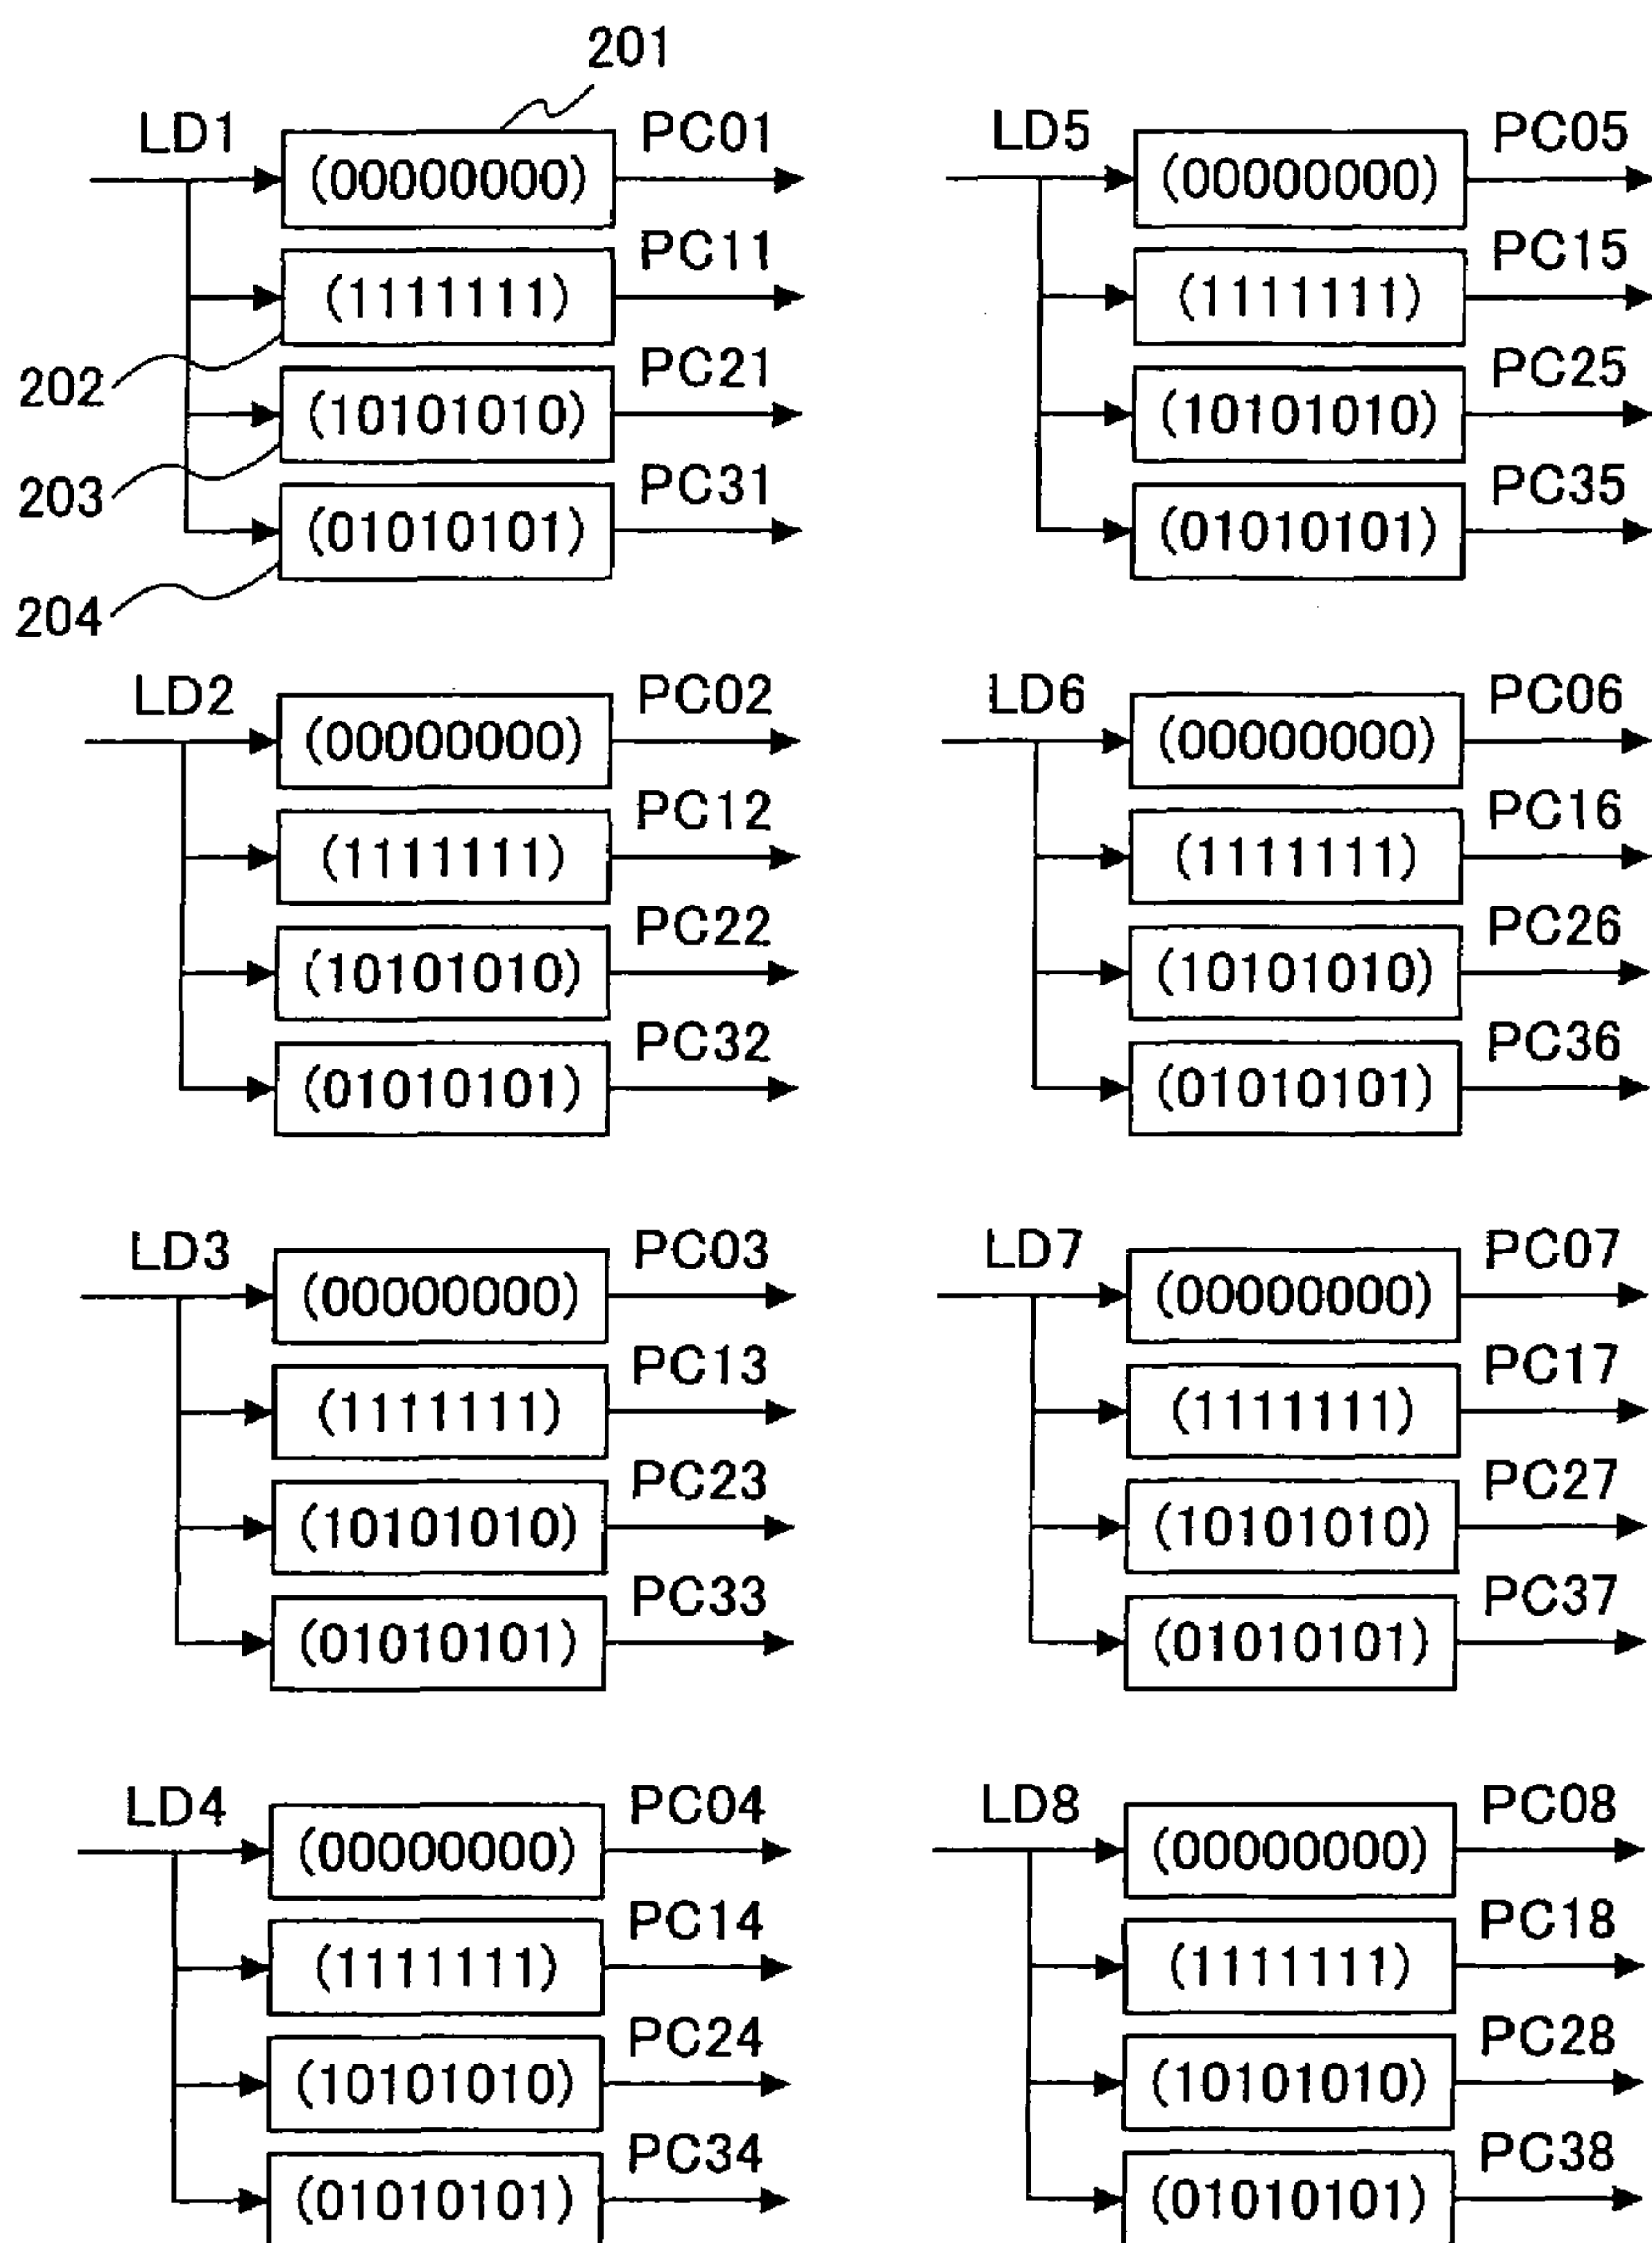 201
LD1 (00000000) PC01
(1111111) PC11
202
(10101010) PC21
203
(01010101) PC31
204
LD5 (00000000) PC05
(1111111) PC15
(10101010) PC25
(01010101) PC35
LD2 (00000000) PC02
(1111111) PC12
(10101010) PC22
(01010101) PC32
LD6 (00000000) PC06
(1111111) PC16
(10101010) PC26
(01010101) PC36
LD3 (00000000) PC03
(1111111) PC13
(10101010) PC23
(01010101) PC33
LD7 (00000000) PC07
(1111111) PC17
(10101010) PC27
(01010101) PC37
LD4 (00000000) PC04
(1111111) PC14
(10101010) PC24
(01010101) PC34
LD8 (00000000) PC08
(1111111) PC18
(10101010) PC28
(01010101) PC38